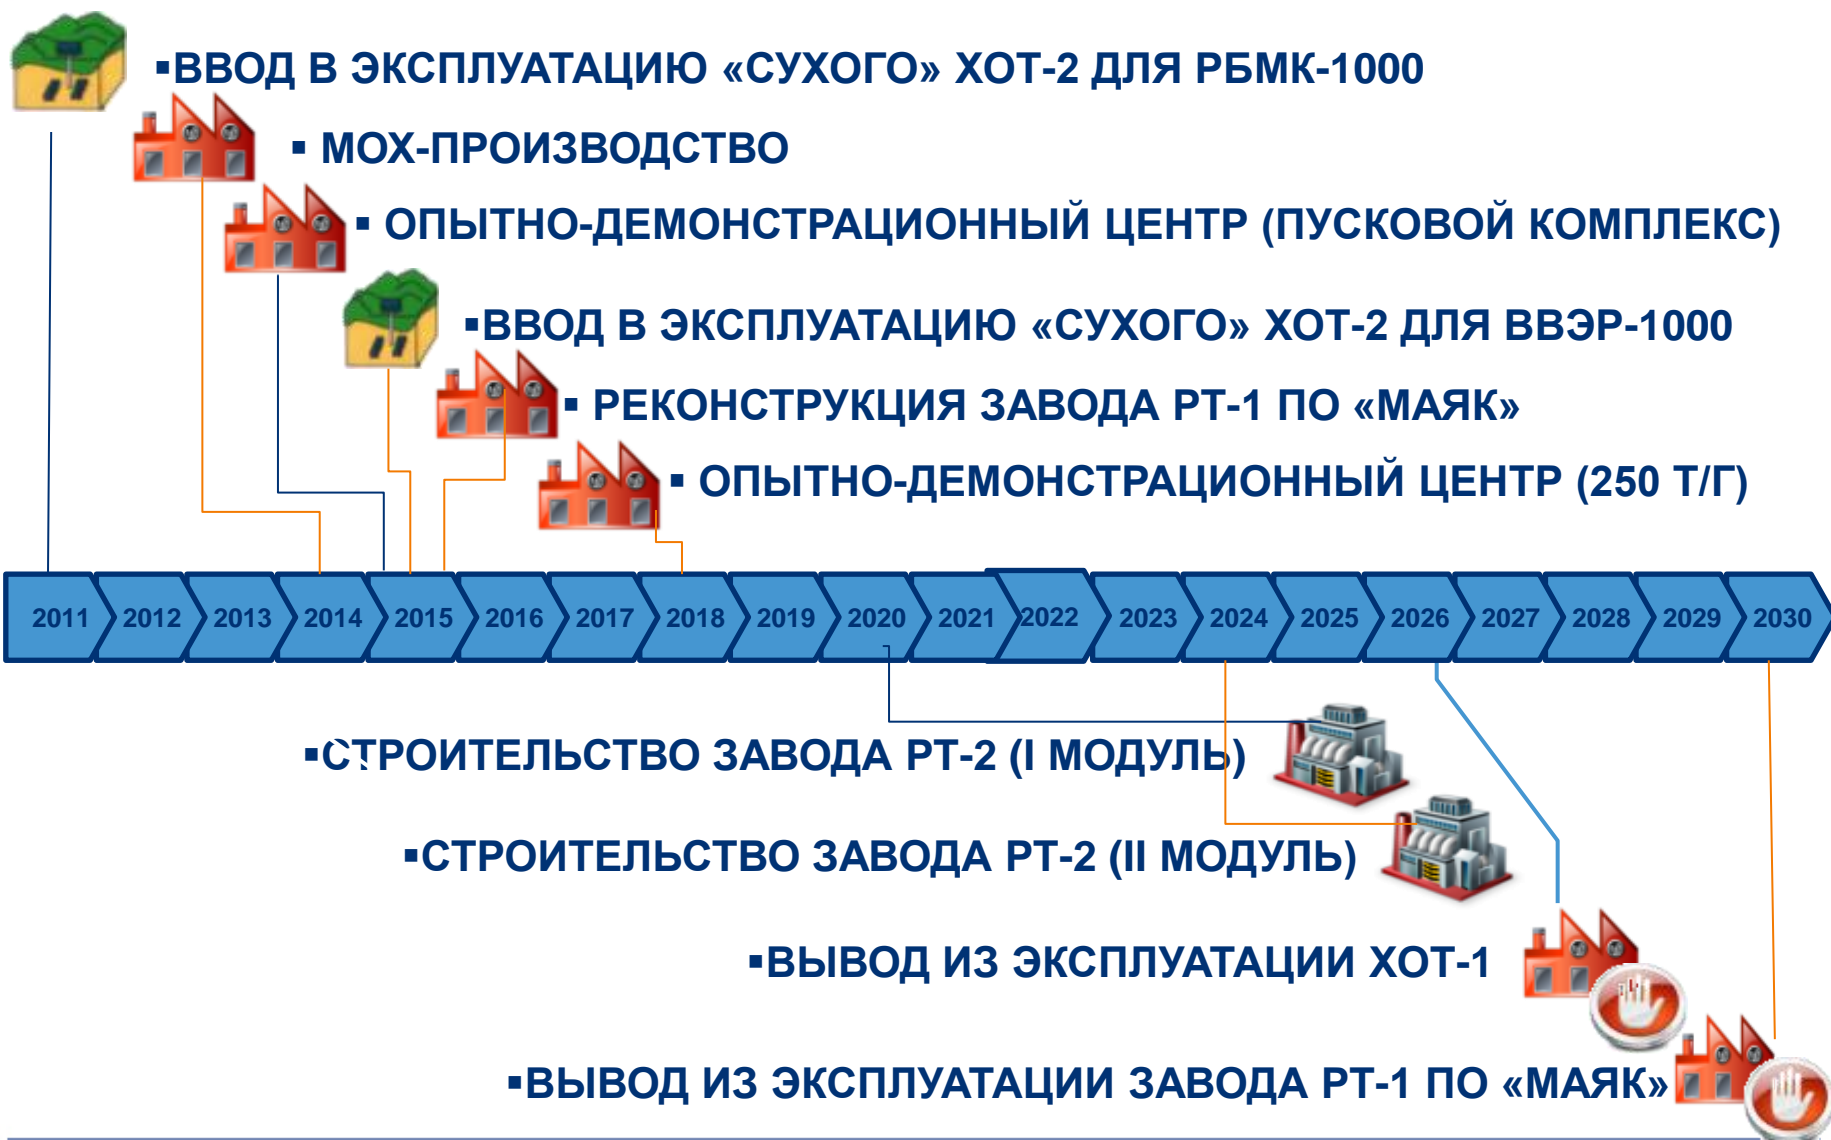 ▪ВВОД В ЭКСПЛУАТАЦИЮ «СУХОГО» ХОТ-2 ДЛЯ РБМК-1000
▪ МОХ-ПРОИЗВОДСТВО
▪ ОПЫТНО-ДЕМОНСТРАЦИОННЫЙ ЦЕНТР (ПУСКОВОЙ КОМПЛЕКС)
▪ВВОД В ЭКСПЛУАТАЦИЮ «СУХОГО» ХОТ-2 ДЛЯ ВВЭР-1000
▪ РЕКОНСТРУКЦИЯ ЗАВОДА РТ-1 ПО «МАЯК»
▪ ОПЫТНО-ДЕМОНСТРАЦИОННЫЙ ЦЕНТР (250 Т/Г)
2011 2012 2013 2014 2015 2016 2017 2018 2019 2020 2021 2022 2023 2024 2025 2026 2027 2028 2029 2030
▪СТРОИТЕЛЬСТВО ЗАВОДА РТ-2 (I МОДУЛЬ)
▪СТРОИТЕЛЬСТВО ЗАВОДА РТ-2 (II МОДУЛЬ)
▪ВЫВОД ИЗ ЭКСПЛУАТАЦИИ ХОТ-1
▪ВЫВОД ИЗ ЭКСПЛУАТАЦИИ ЗАВОДА РТ-1 ПО «МАЯК»